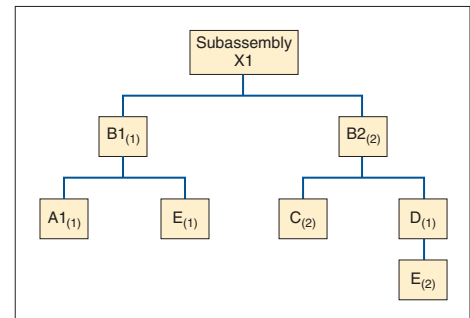 Subassembly
X1
B1(1)
B2(2)
A1(1)
E(1)
C(2)
D(1)
E(2)